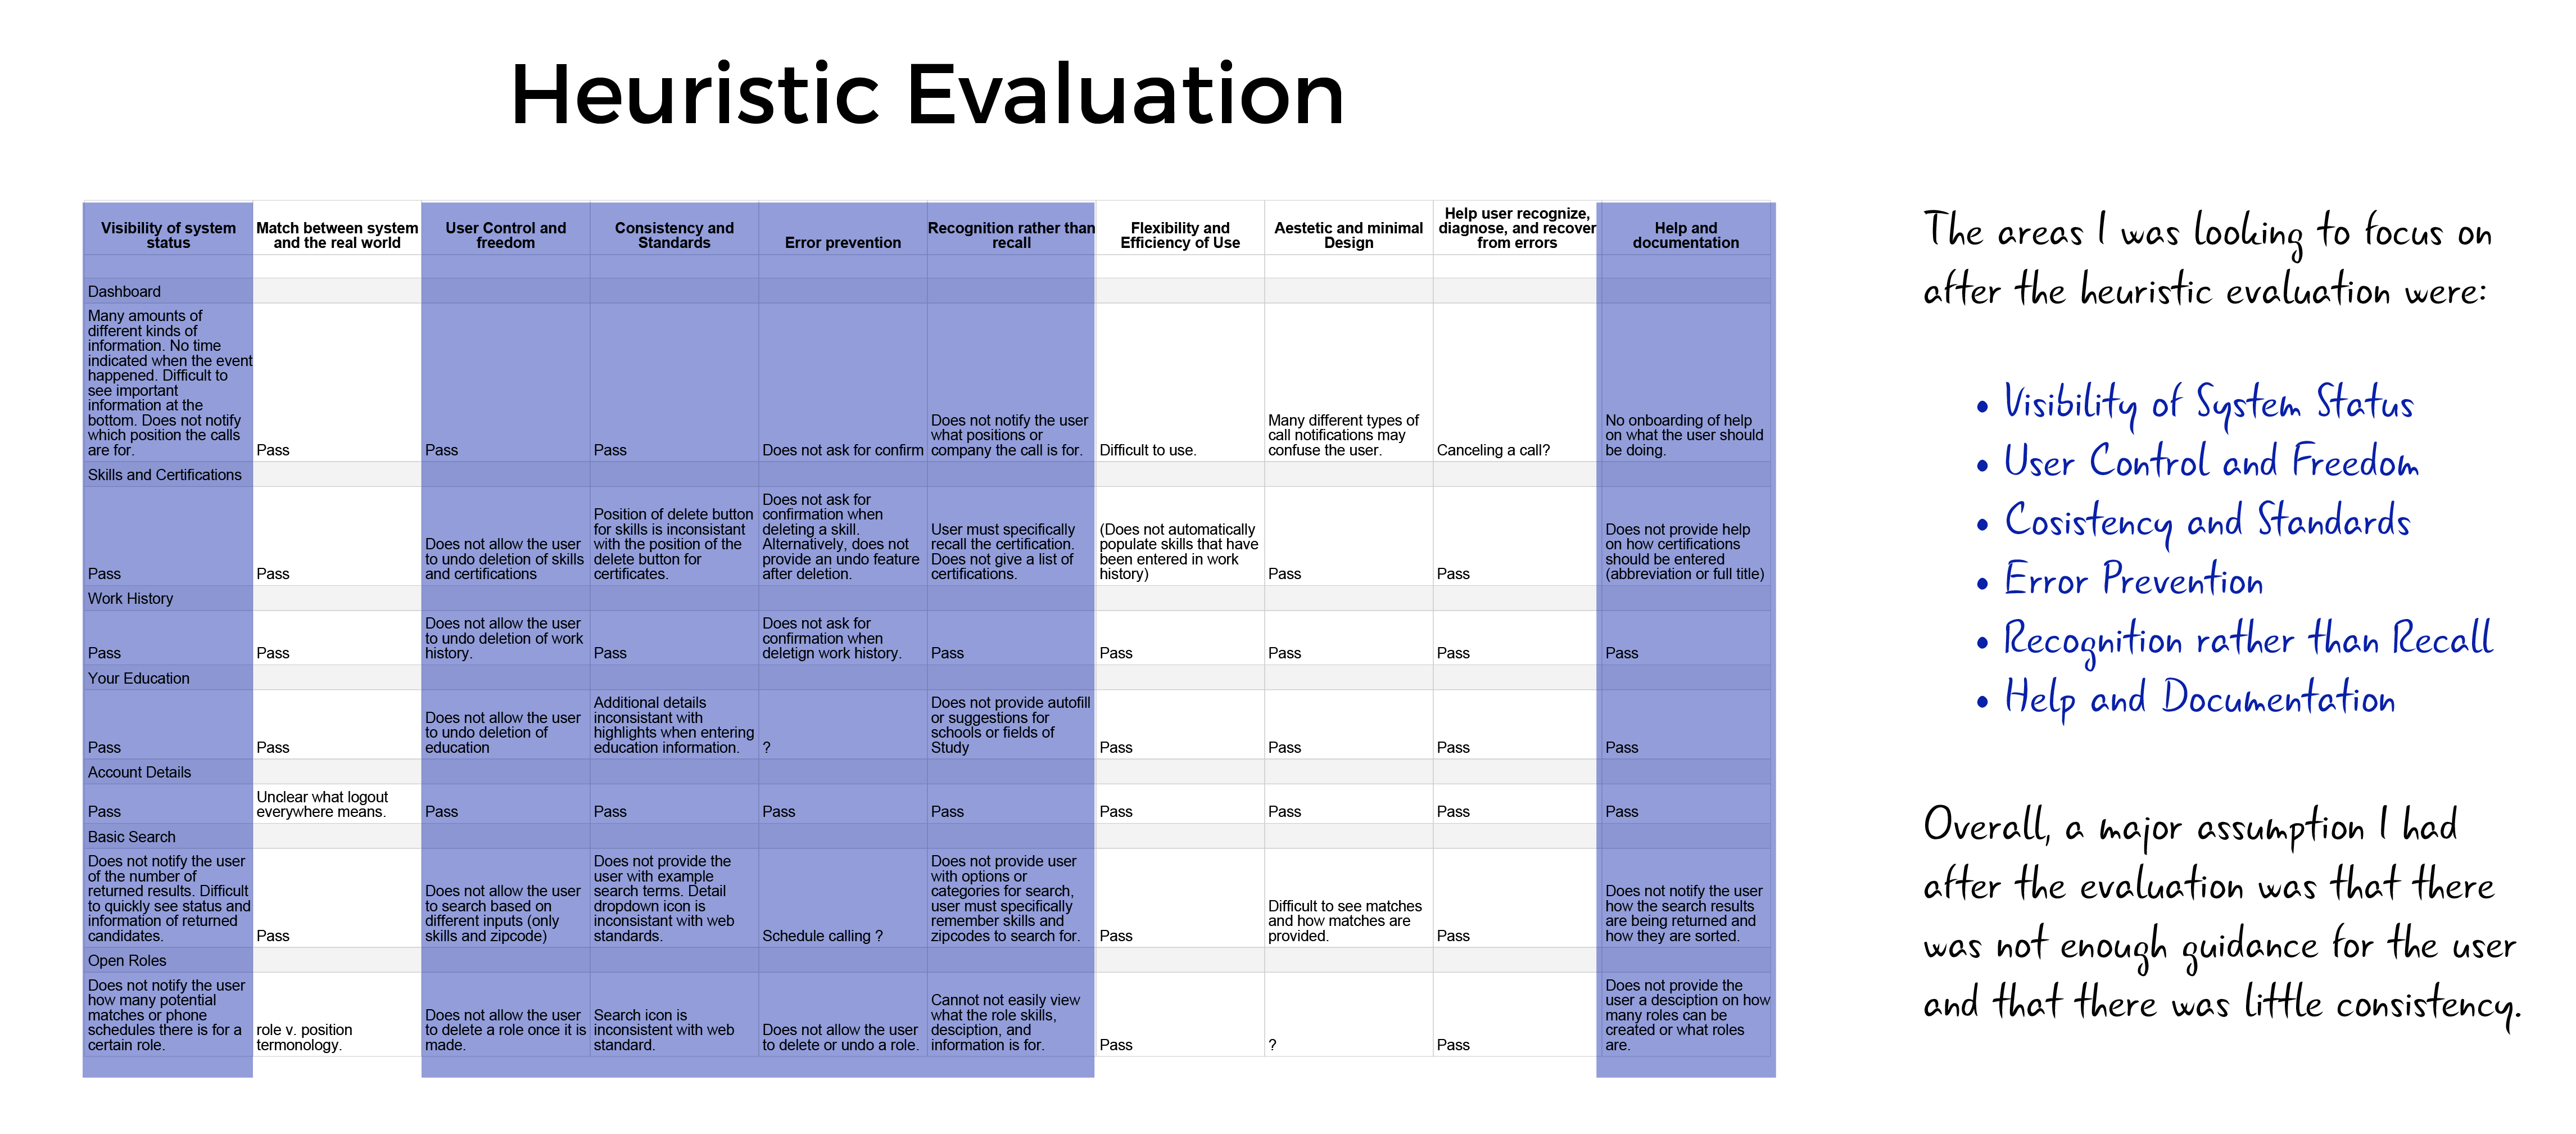 Heuristic Evaluation
Visibility of system
status
Match between system
and the real world
User Control and
freedom
Consistency and
Standards
Error prevention
Recognition rather than
recall
Flexibility and
Efficiency of Use
Aestetic and minimal
Design
Help user recognize,
diagnose, and recover
from errors
Help and
documentation
Dashboard
Many amounts of
different kinds of
information. No time
indicated when the event
happened. Difficult to
see important
information at the
bottom. Does not notify
which position the calls
are for.
Pass
Pass
Pass
Does not ask for confirm
Does not notify the user
what positions or
company the call is for.
Difficult to use.
Many different types of
call notifications may
confuse the user.
Canceling a call?
No onboarding of help
on what the user should
be doing.
Skills and Certifications
Pass
Pass
Does not allow the user
to undo deletion of skills
and certifications
Position of delete button
for skills is inconsistant
with the position of the
delete button for
certificates.
Does not ask for
confirmation when
deleting a skill.
Alternatively, does not
provide an undo feature
after deletion.
User must specifically
recall the certification.
Does not give a list of
certifications.
(Does not automatically
populate skills that have
been entered in work
history)
Pass
Pass
Does not provide help
on how certifications
should be entered
(abbreviation or full title)
Work History
Pass
Pass
Does not allow the user
to undo deletion of work
history.
Pass
Does not ask for
confirmation when
deletign work history.
Pass
Pass
Pass
Pass
Pass
Your Education
Pass
Pass
Does not allow the user
to undo deletion of
education
Additional details
inconsistant with
highlights when entering
education information.
?
Does not provide autofill
or suggestions for
schools or fields of
Study
Pass
Pass
Pass
Pass
Account Details
Pass
Unclear what logout
everywhere means.
Pass
Pass
Pass
Pass
Pass
Pass
Pass
Pass
Basic Search
Does not notify the user
of the number of
returned results. Difficult
to quickly see status and
information of returned
candidates.
Pass
Does not allow the user
to search based on
different inputs (only
skills and zipcode)
Does not provide the
user with example
search terms. Detail
dropdown icon is
inconsistant with web
standards.
Schedule calling ?
Does not provide user
with options or
categories for search,
user must specifically
remember skills and
zipcodes to search for.
Pass
Difficult to see matches
and how matches are
provided.
Pass
Does not notify the user
how the search results
are being returned and
how they are sorted.
Open Roles
Does not notify the user
how many potential
matches or phone
schedules there is for a
certain role.
role v. position
termonology.
Does not allow the user
to delete a role once it is
made.
Search icon is
inconsistent with web
standard.
Does not allow the user
to delete or undo a role.
Cannot not easily view
what the role skills,
desciption, and
information is for.
Pass
?
Pass
Does not provide the
user a desciption on how
many roles can be
created or what roles
are.
The areas I was looking to focus on
after the heuristic evaluation were:
• Visibility of System Status
• User Control and Freedom
• Cosistency and Standards
• Error Prevention
• Recognition rather than Recall
• Help and Documentation
Overall, a major assumption I had
after the evaluation was that there
was not enough guidance for the user
and that there was little consistency.